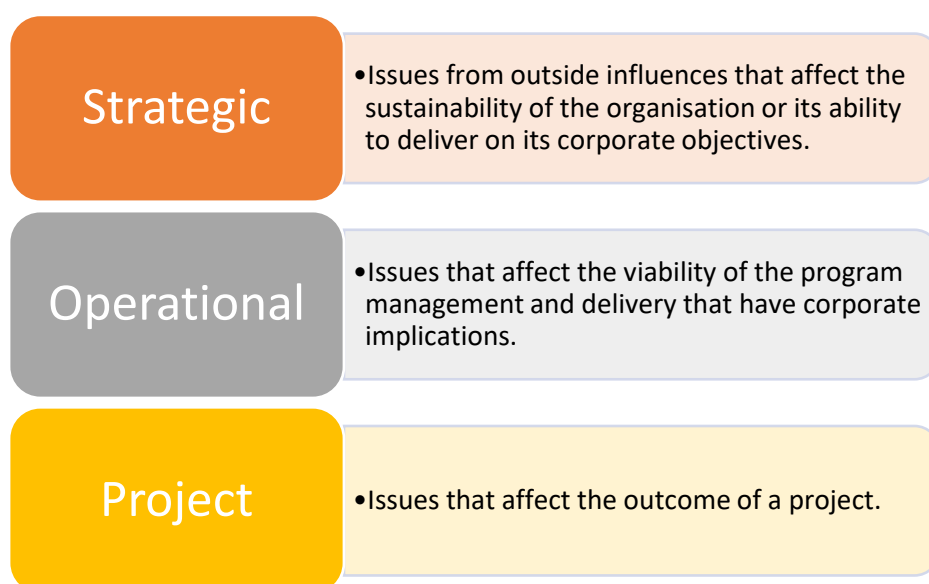 Strategic
•Issues from outside influences that affect the
sustainability of the organisation or its ability
to deliver on its corporate objectives.
Operational
•Issues that affect the viability of the program
management and delivery that have corporate
implications.
Project
•Issues that affect the outcome of a project.